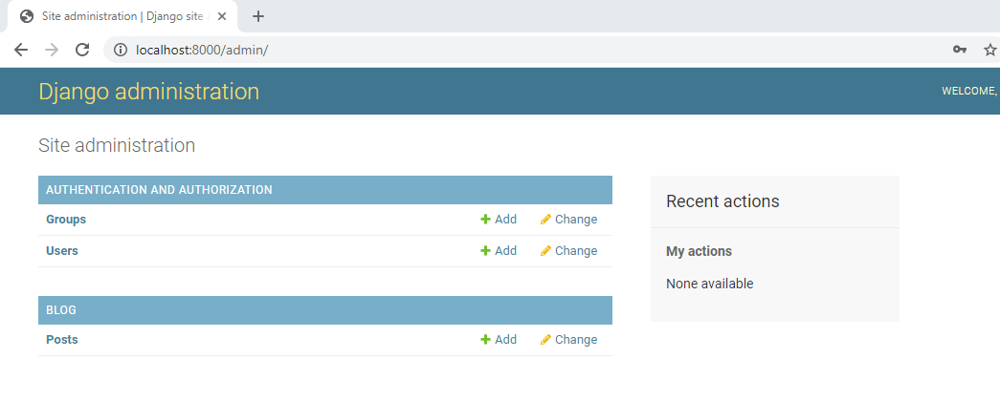 Site administration | Django site
localhost:8000/admin/
Django administration
WELCOME,
Site administration
AUTHENTICATION AND AUTHORIZATION
Groups Add Change
Users Add Change
BLOG
Posts Add Change
Recent actions
My actions
None available